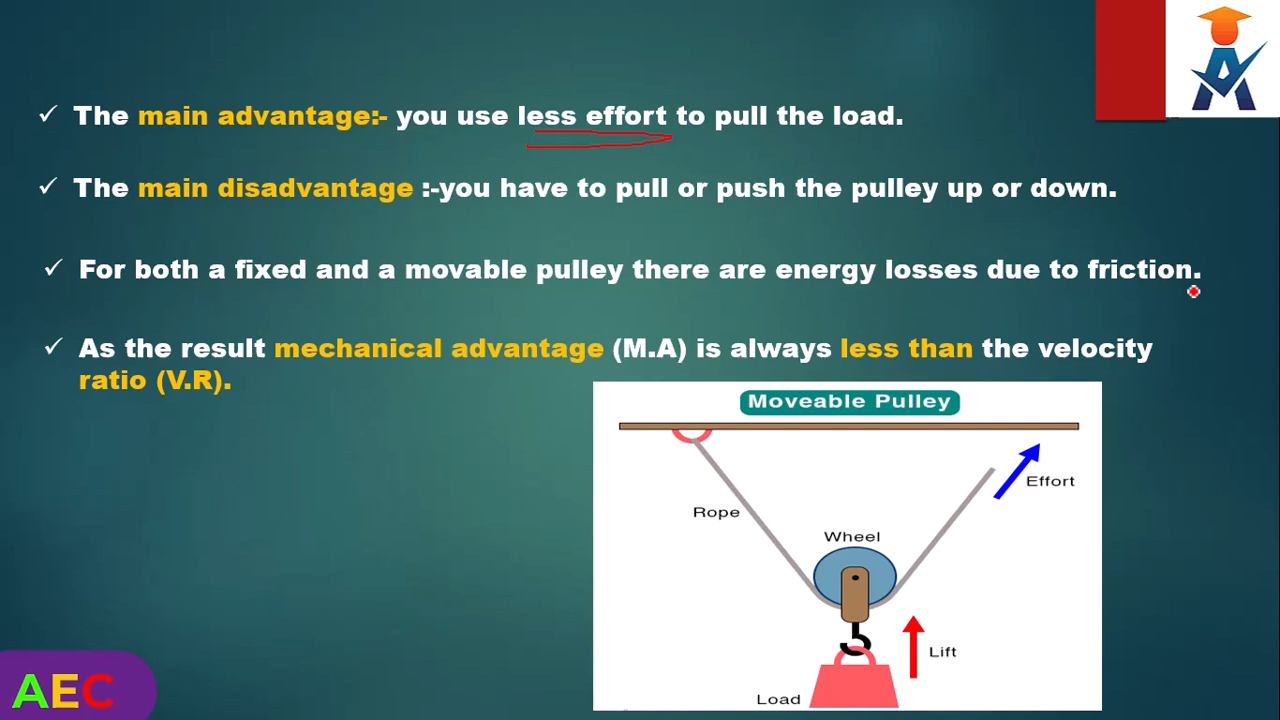 The main advantage:- you use less effort to pull the load.
The main disadvantage :-you have to pull or push the pulley up or down.
For both a fixed and a movable pulley there are energy losses due to friction.
As the result mechanical advantage (M.A) is always less than the velocity
ratio (V.R).
Moveable Pulley
Effort
Rope
Wheel
Lift
Load
AEC